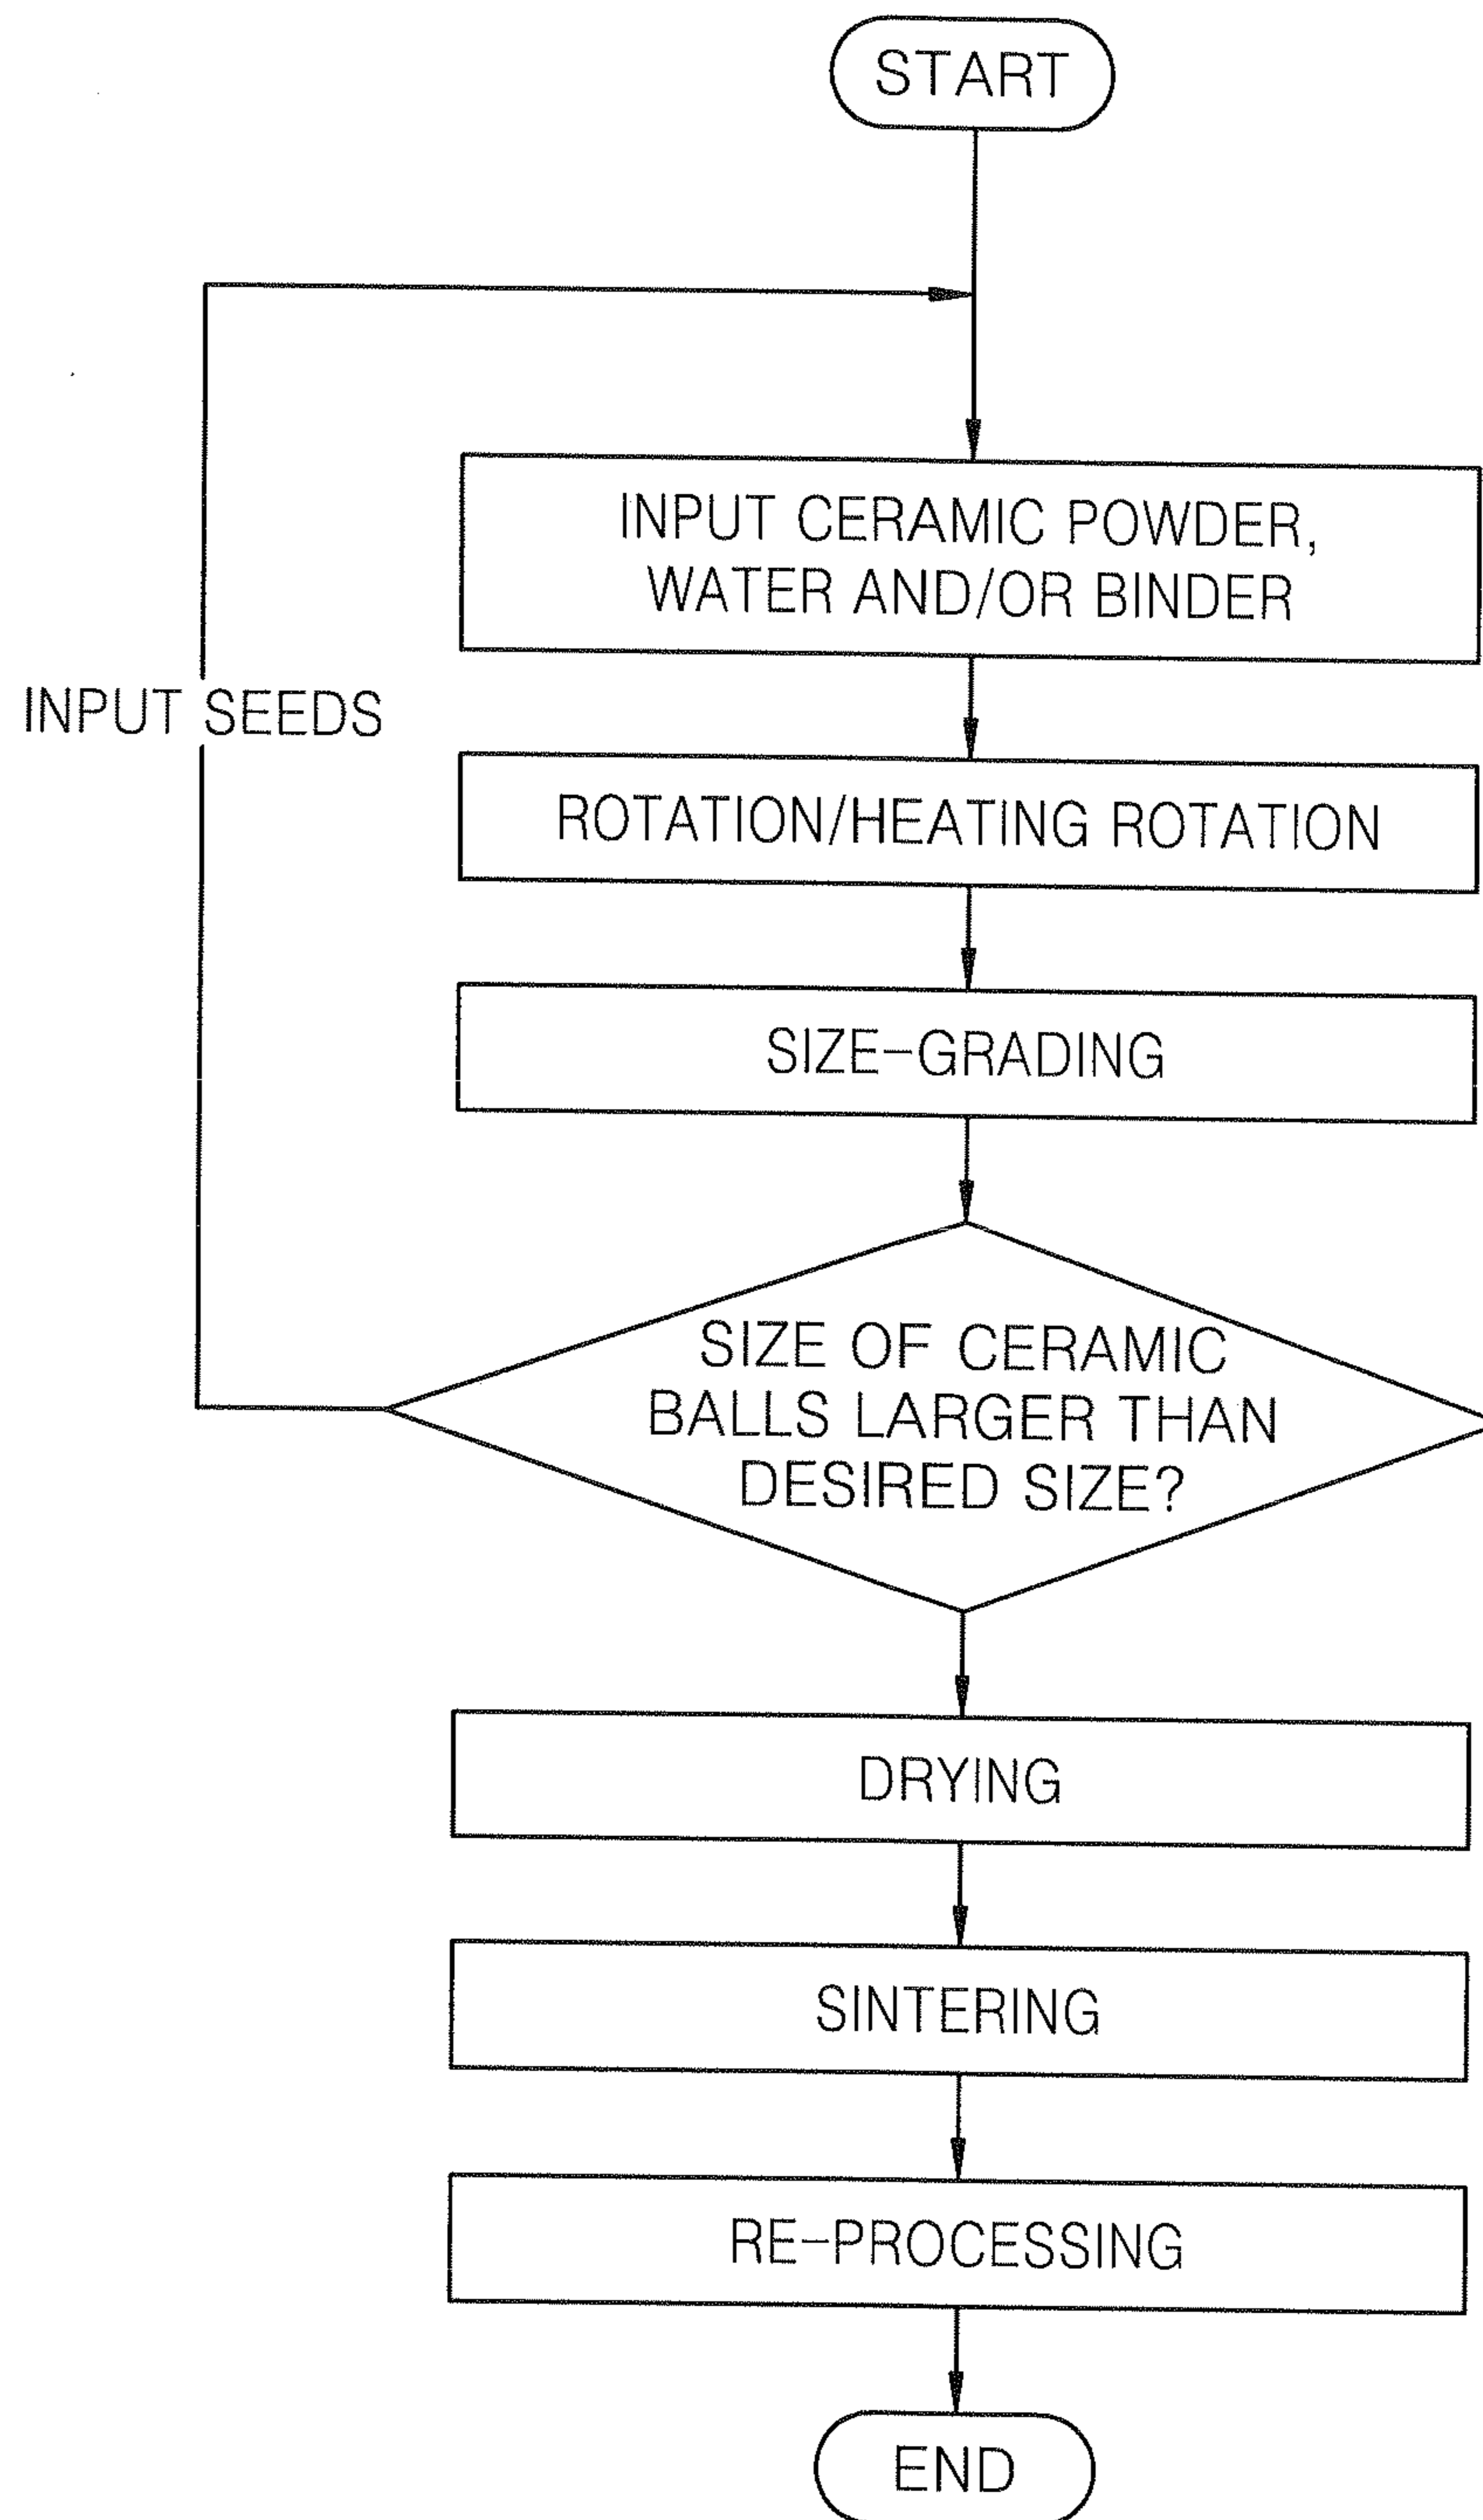 START
INPUT CERAMIC POWDER,
WATER AND/OR BINDER
INPUT SEEDS
ROTATION/HEATING ROTATION
SIZE-GRADING
SIZE OF CERAMIC
BALLS LARGER THAN
DESIRED SIZE?
DRYING
SINTERING
RE-PROCESSING
END